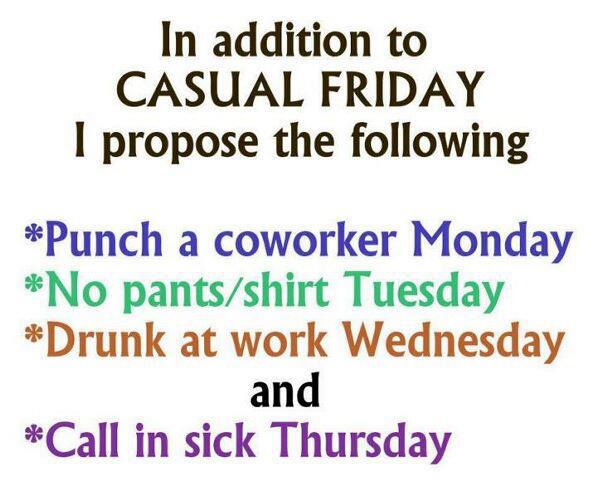 In addition to
CASUAL FRIDAY
I propose the following
*Punch a coworker Monday
*No pants/shirt Tuesday
*Drunk at work Wednesday
and
*Call in sick Thursday